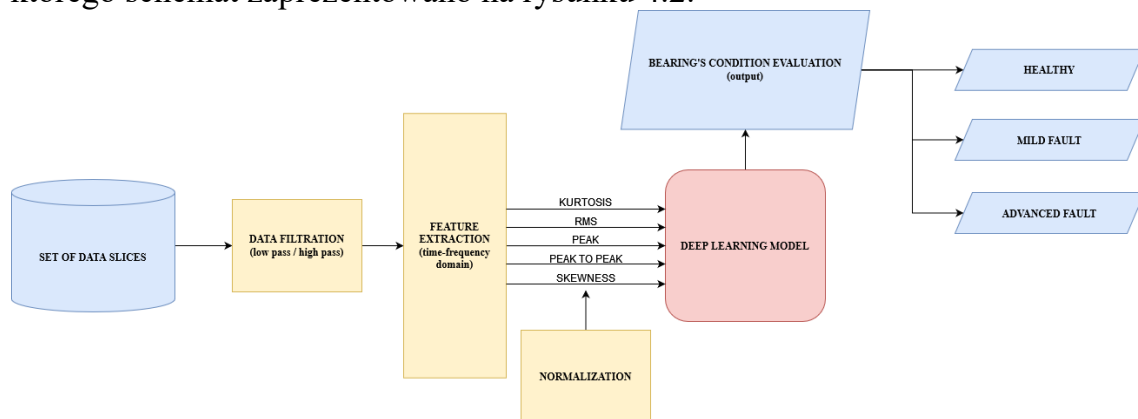 którego schemat zaprezentowano na rysunku 4.2.
BEARING'S CONDITION EVALUATION
(output)
HEALTHY
MILD FAULT
ADVANCED FAULT
SET OF DATA SLICES
DATA FILTRATION
(low pass / high pass)
FEATURE
EXTRACTION
(time-frequency
domain)
KURTOSIS
RMS
PEAK
PEAK TO PEAK
SKEWNESS
DEEP LEARNING MODEL
NORMALIZATION